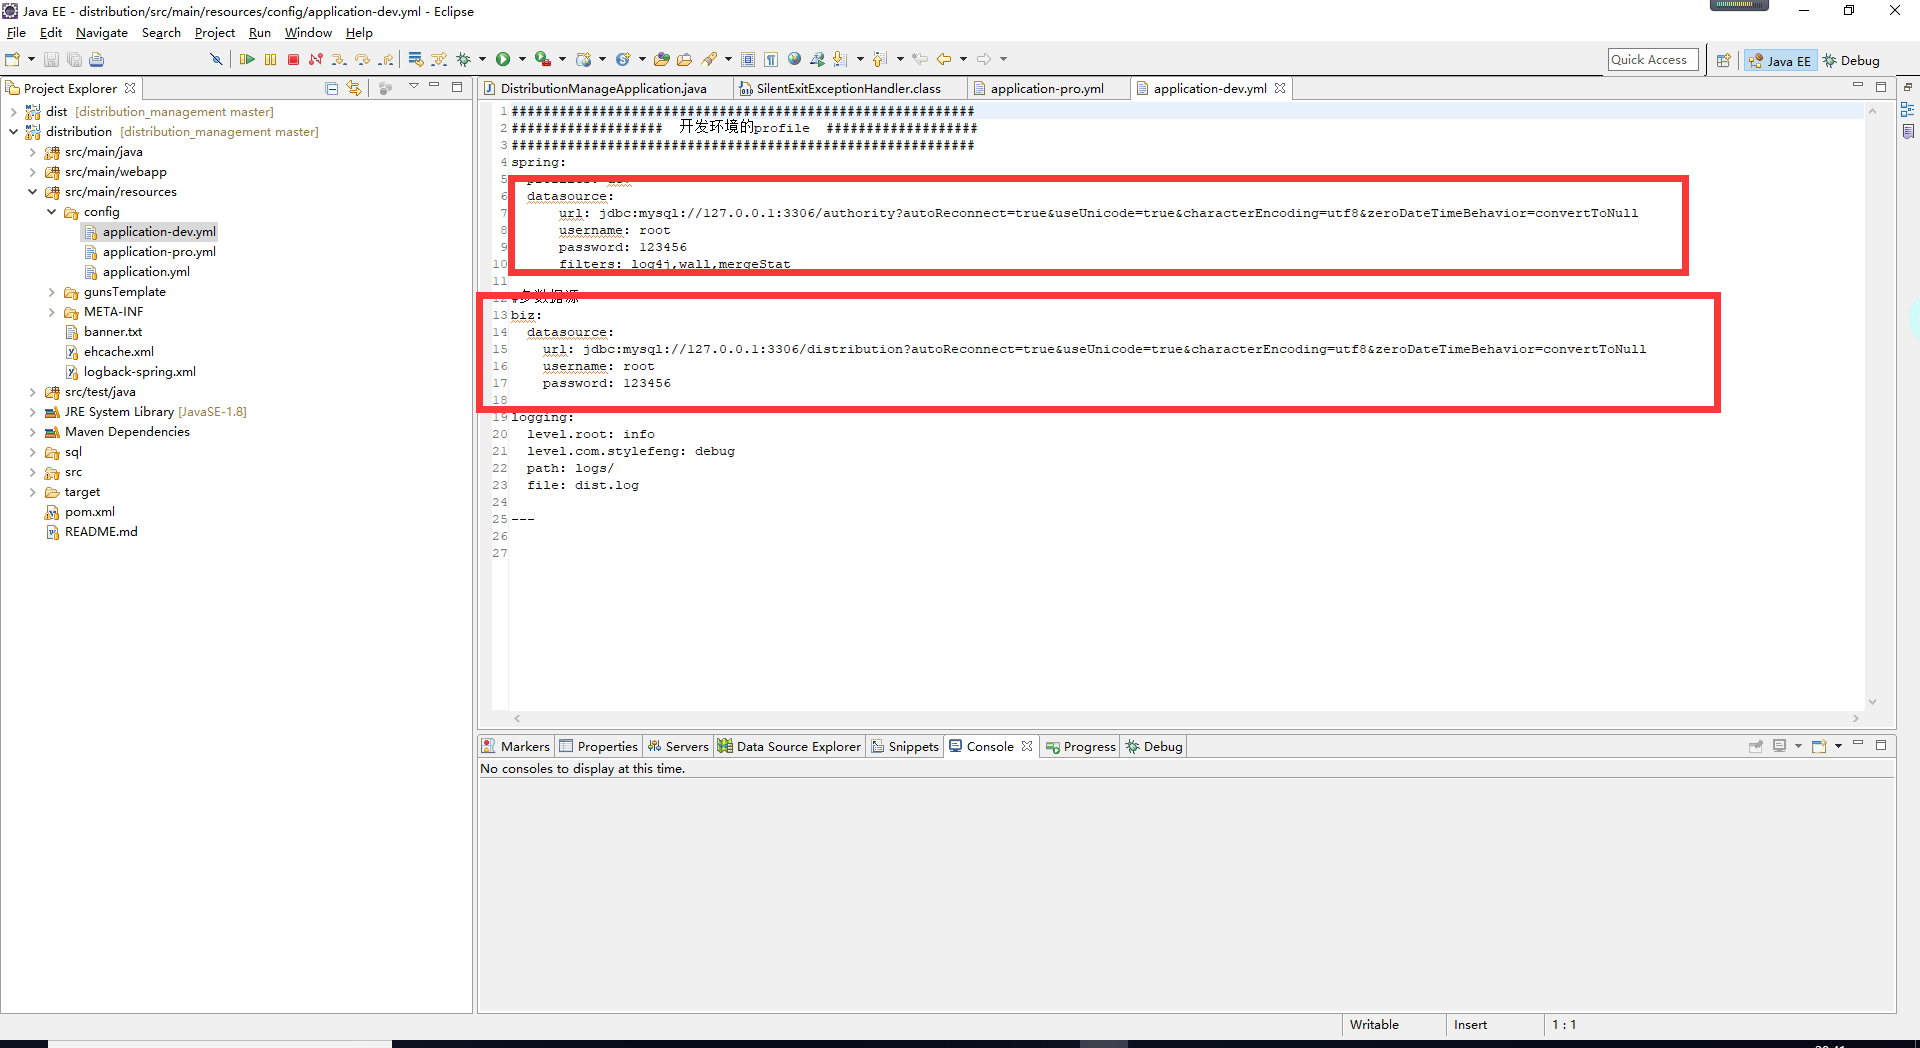 Java EE - distribution/src/main/resources/config/application-dev.yml - Eclipse
File Edit Navigate Search Project Run Window Help
Quick Access
Java EE
Debug
Project Explorer
dist [distribution_management master]
distribution [distribution_management master]
src/main/java
src/main/webapp
src/main/resources
config
application-dev.yml
application-pro.yml
application.yml
gunsTemplate
META-INF
banner.txt
ehcache.xml
logback-spring.xml
src/test/java
JRE System Library [JavaSE-1.8]
Maven Dependencies
sql
src
target
pom.xml
README.md
DistributionManageApplication.java
SilentExitExceptionHandler.class
application-pro.yml
application-dev.yml
1 ##########################################################
2 ################### 开发环境的profile ###################
3 ##########################################################
4 spring:
5
6 datasource:
7 url: jdbc:mysql://127.0.0.1:3306/authority?autoReconnect=true&useUnicode=true&characterEncoding=utf8&zeroDateTimeBehavior=convertToNull
8 username: root
9 password: 123456
10 filters: log4j,wall,mergeStat
11
12 #多数据源
13 biz:
14 datasource:
15 url: jdbc:mysql://127.0.0.1:3306/distribution?autoReconnect=true&useUnicode=true&characterEncoding=utf8&zeroDateTimeBehavior=convertToNull
16 username: root
17 password: 123456
18
19 logging:
20 level.root: info
21 level.com.stylefeng: debug
22 path: logs/
23 file: dist.log
24
25 ---
26
27
Markers
Properties
Servers
Data Source Explorer
Snippets
Console
Progress
Debug
No consoles to display at this time.
Writable
Insert
1 : 1